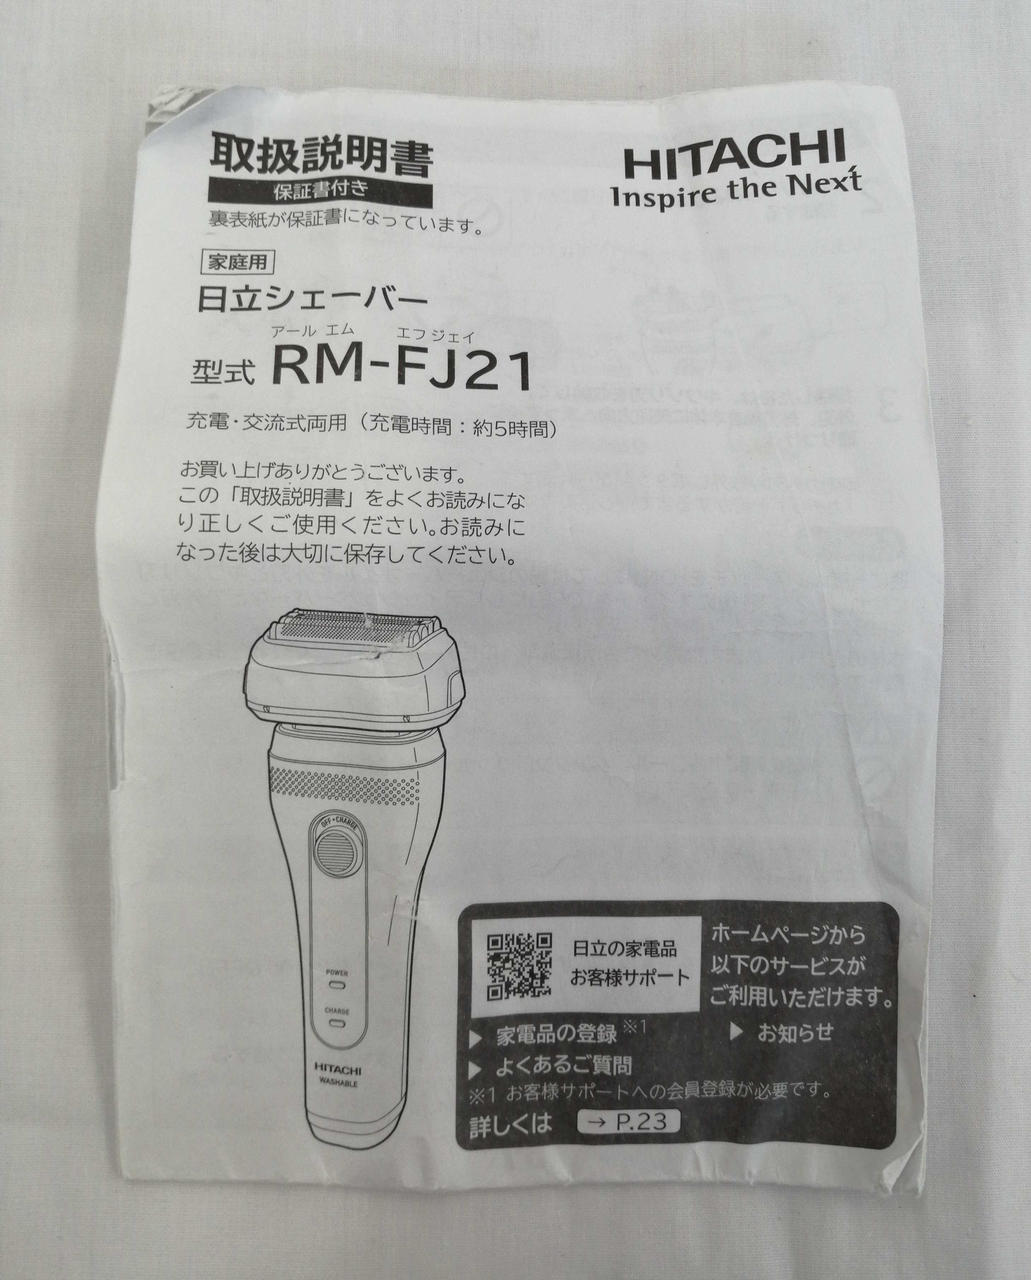 取扱説明書
保証書付き
裏表紙が保証書になっています。
HITACHI
Inspire the Next
家庭用
日立シェーバー
アール エム エフ ジェイ
型式 RM-FJ21
充電・交流式両用（充電時間：約5時間）
お買い上げありがとうございます。
この「取扱説明書」をよくお読みにな
り正しくご使用ください。お読みに
なった後は大切に保存してください。
OFF•CHARGE
POWER
CHARGE
HITACHI
WASHABLE
日立の家電品
お客様サポート
ホームページから
以下のサービスが
ご利用いただけます。
▶ 家電品の登録※1
▶ お知らせ
▶ よくあるご質問
※1 お客様サポートへの会員登録が必要です。
詳しくは → P.23